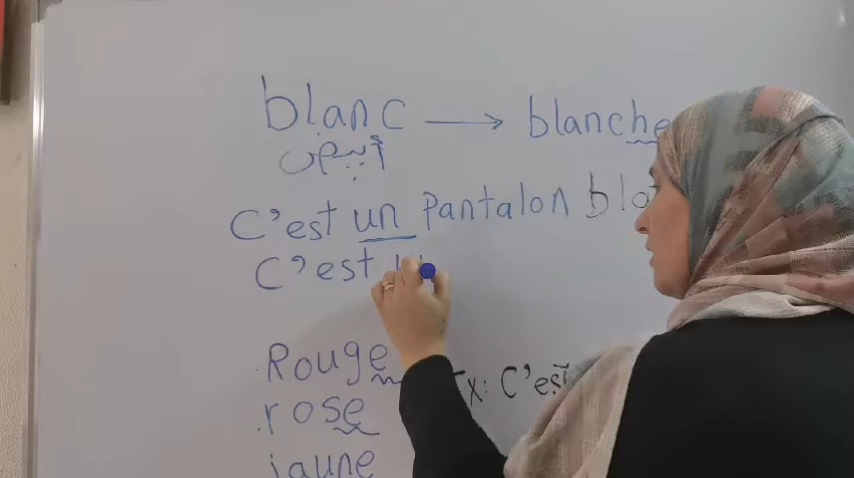 blanc → blanche
أبيض
C'est un pantalon
C'est
Rouge
Ex: C'est
rose
jaune